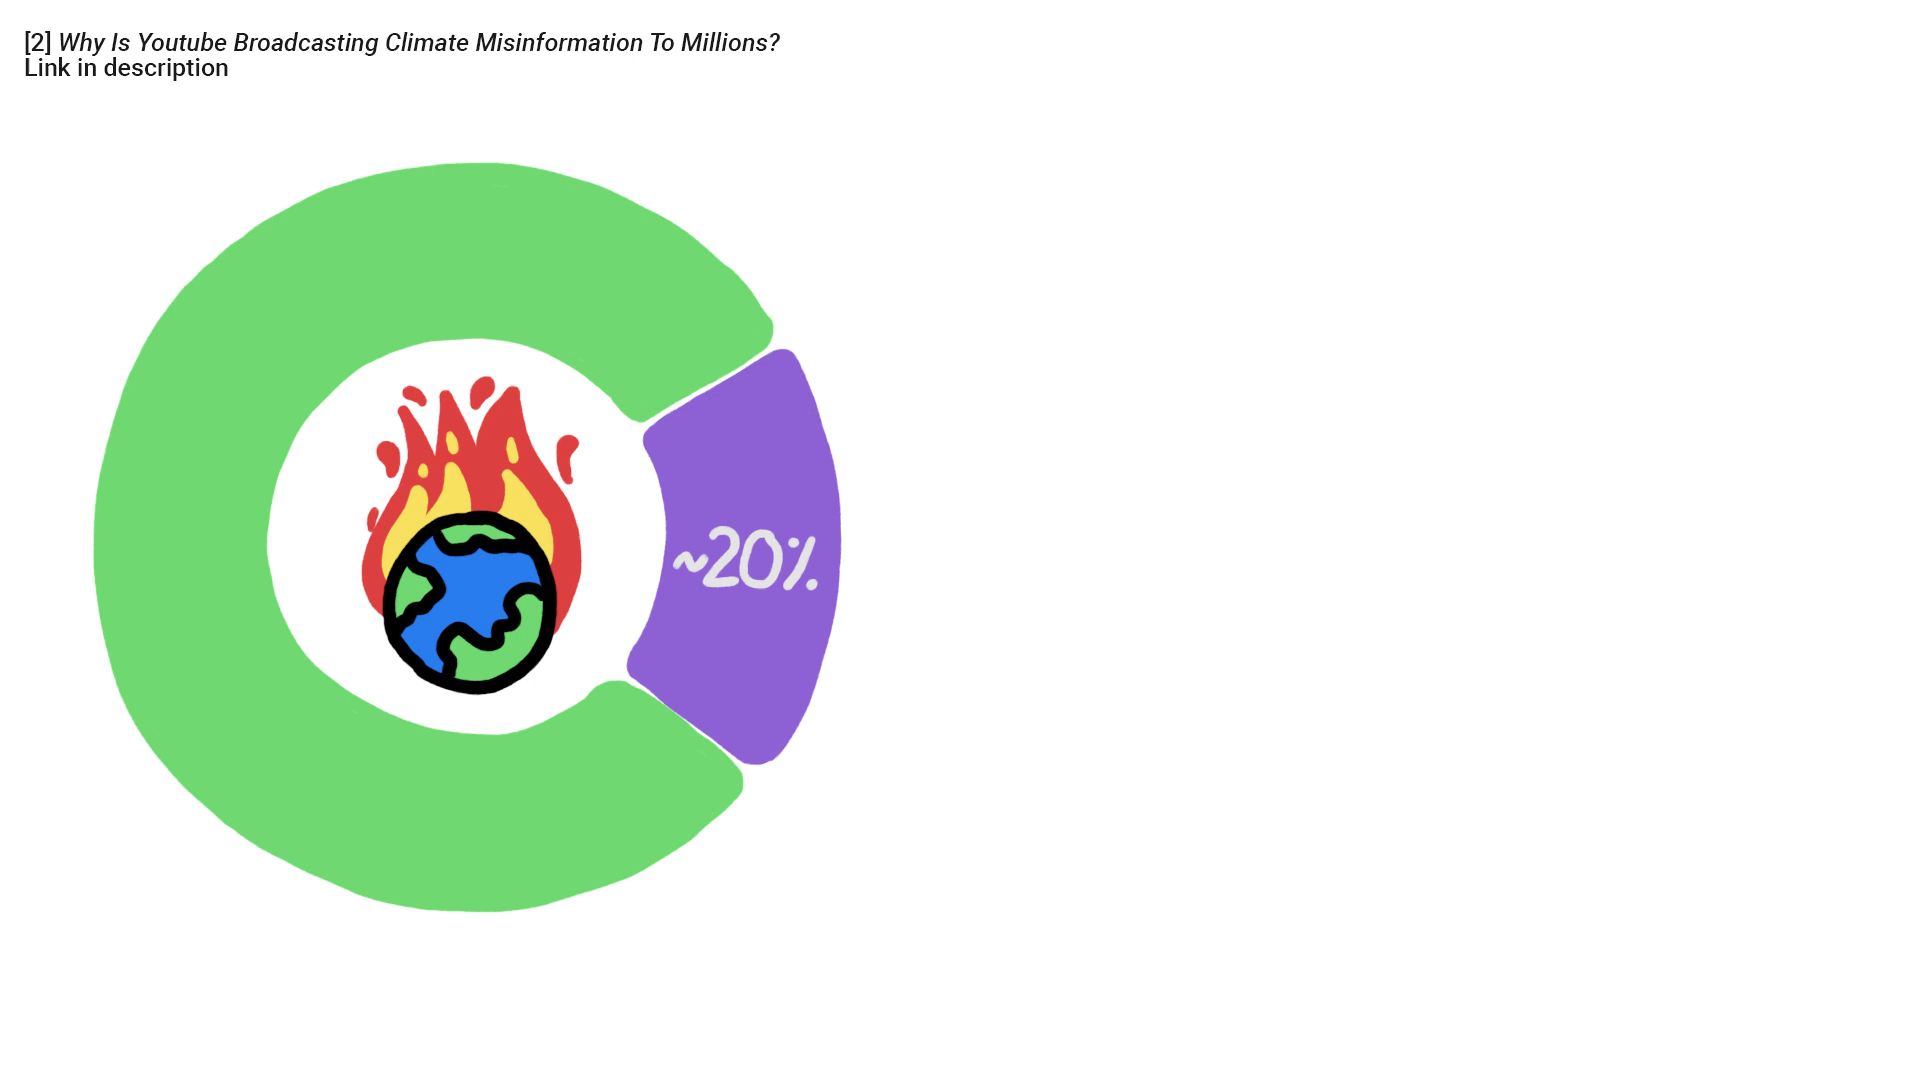 [2] Why Is Youtube Broadcasting Climate Misinformation To Millions?
Link in description
~20%